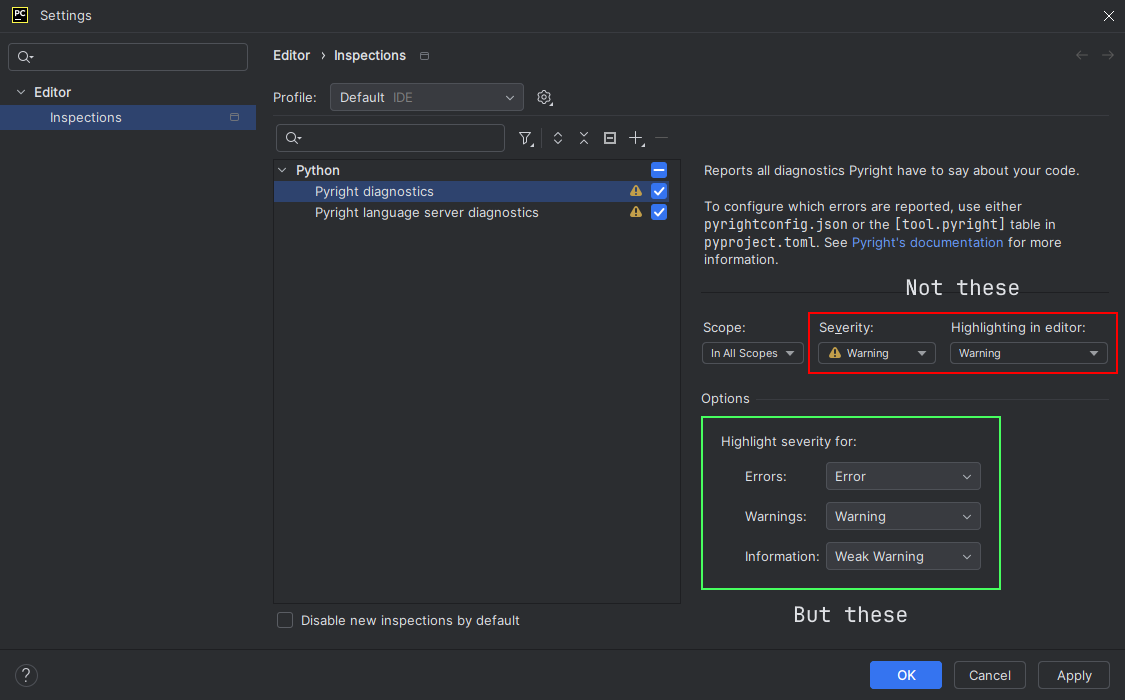 PC Settings
Editor
Inspections
Editor › Inspections
Profile: Default IDE
Python
Pyright diagnostics
Pyright language server diagnostics
Disable new inspections by default
Reports all diagnostics Pyright have to say about your code.
To configure which errors are reported, use either
pyrightconfig.json or the [tool.pyright] table in
pyproject.toml. See Pyright's documentation for more
information.
Not these
Scope: Severity: Highlighting in editor:
In All Scopes Warning Warning
Options
Highlight severity for:
Errors: Error
Warnings: Warning
Information: Weak Warning
But these
? OK Cancel Apply